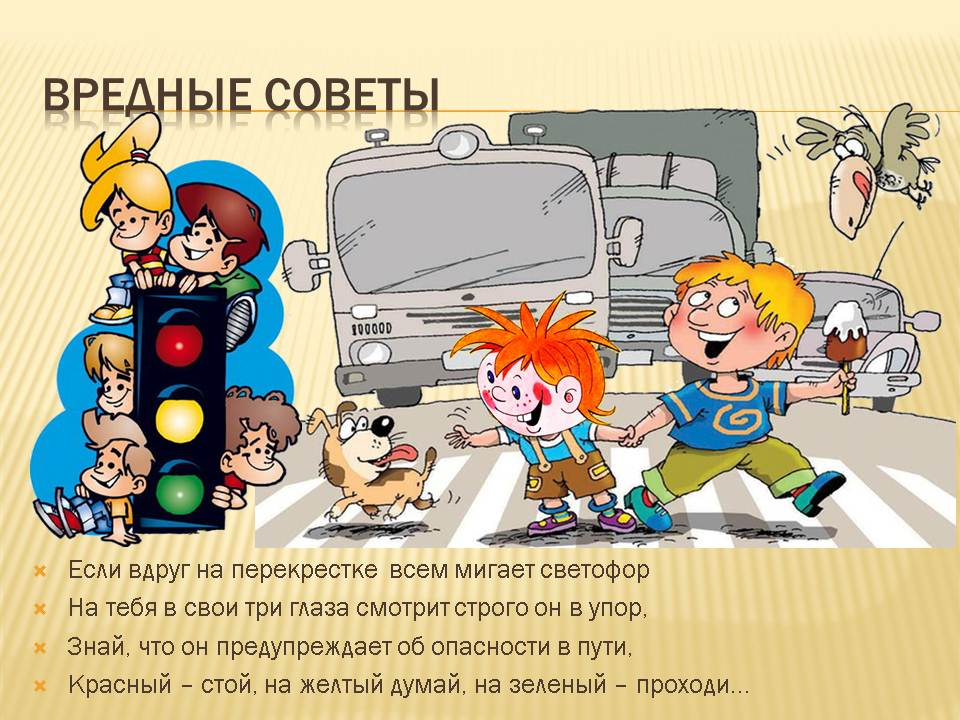 ВРЕДНЫЕ СОВЕТЫ
Если вдруг на перекрестке всем мигает светофор
На тебя в свои три глаза смотрит строго он в упор,
Знай, что он предупреждает об опасности в пути,
Красный – стой, на желтый думай, на зеленый – проходи...